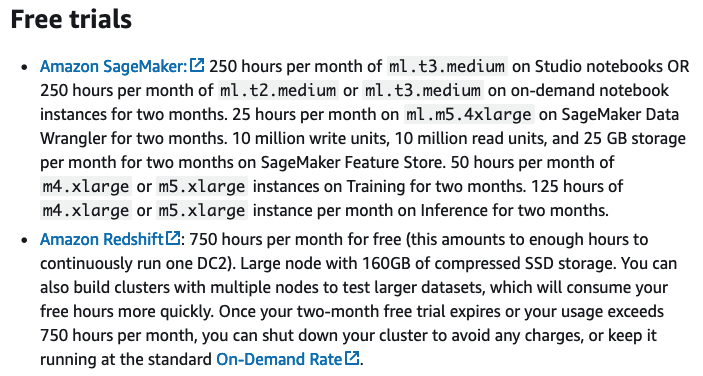 Free trials
• Amazon SageMaker: 250 hours per month of ml.t3.medium on Studio notebooks OR
250 hours per month of ml.t2.medium or ml.t3.medium on on-demand notebook
instances for two months. 25 hours per month on ml.m5.4xlarge on SageMaker Data
Wrangler for two months. 10 million write units, 10 million read units, and 25 GB storage
per month for two months on SageMaker Feature Store. 50 hours per month of
m4.xlarge or m5.xlarge instances on Training for two months. 125 hours of
m4.xlarge or m5.xlarge instance per month on Inference for two months.
• Amazon Redshift: 750 hours per month for free (this amounts to enough hours to
continuously run one DC2). Large node with 160GB of compressed SSD storage. You can
also build clusters with multiple nodes to test larger datasets, which will consume your
free hours more quickly. Once your two-month free trial expires or your usage exceeds
750 hours per month, you can shut down your cluster to avoid any charges, or keep it
running at the standard On-Demand Rate.